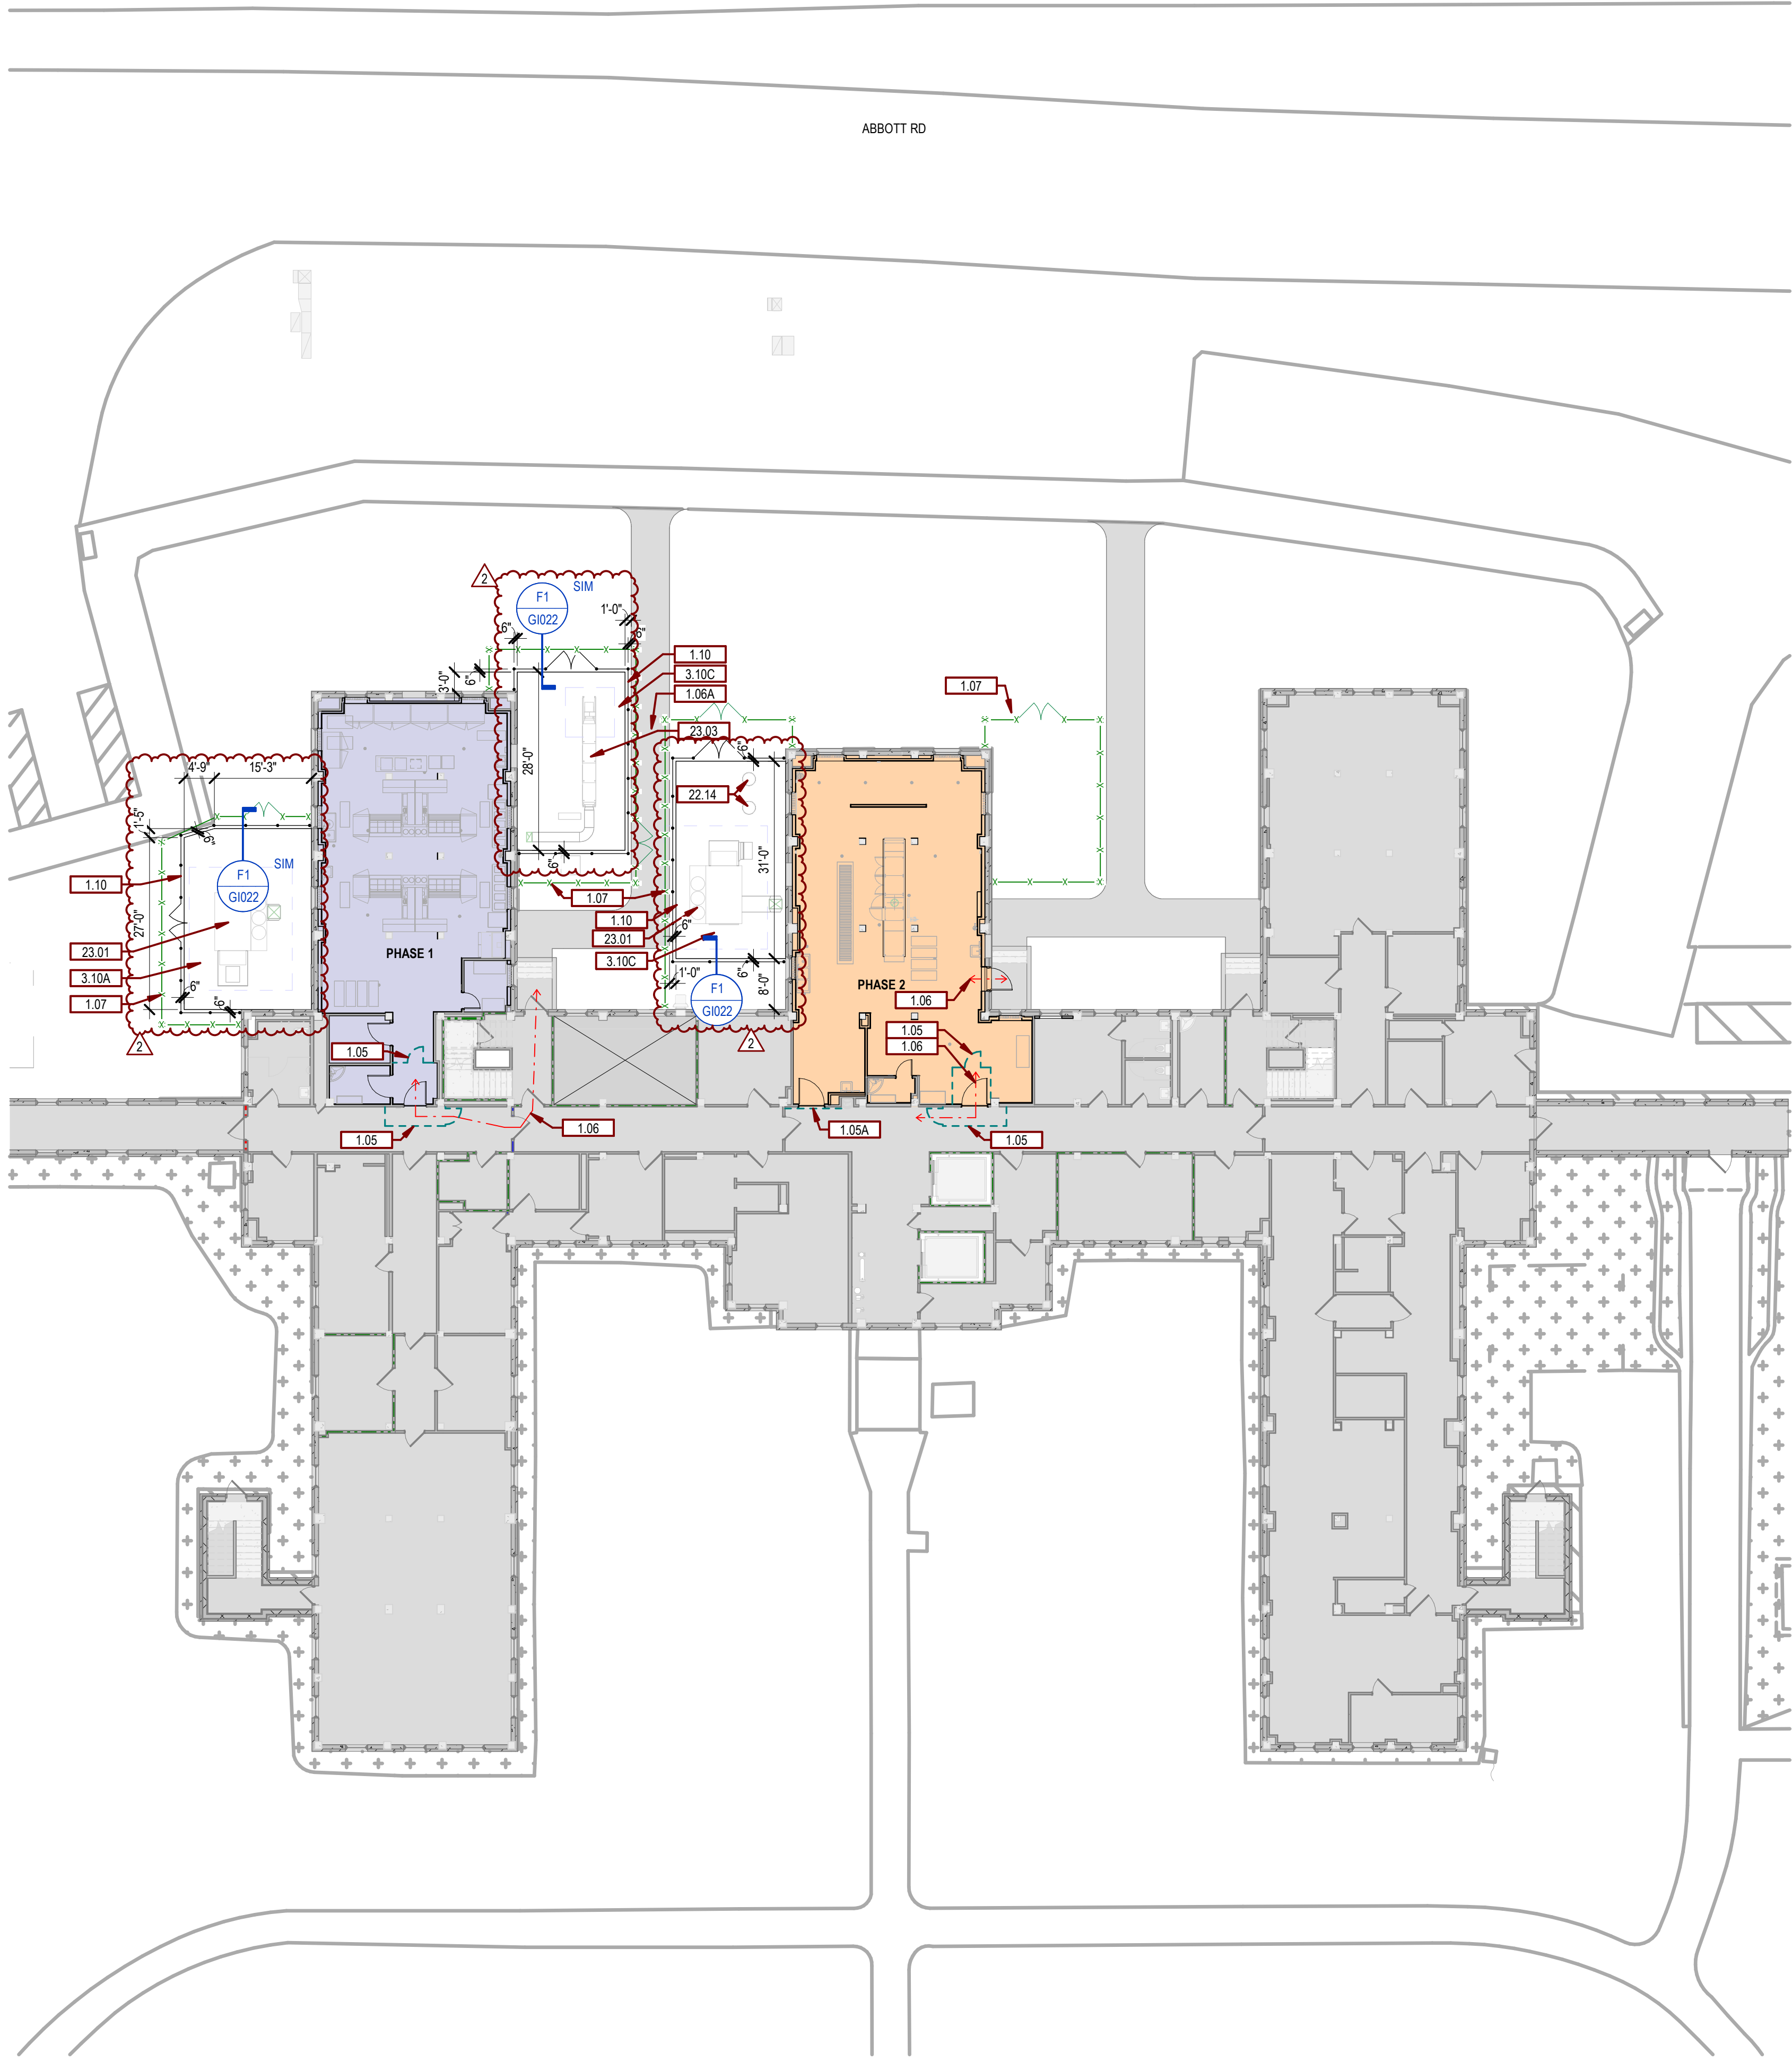 ABBOTT RD
2
F1
GI022
SIM
1'-0"
6"
6"
3'-0"
6"
28'-0"
6"
1.10
3.10C
1.06A
23.03
1.07
4'-9"
15'-3"
1'-5"
6"
SIM
F1
GI022
27'-0"
6"
6"
1.10
23.01
3.10A
1.07
2
PHASE 1
22.14
6"
31'-0"
1.07
1.10
23.01
3.10C
6"
1'-0"
6"
8'-0"
F1
GI022
2
PHASE 2
1.06
1.05
1.06
1.05
1.05
1.06
1.05A
1.05